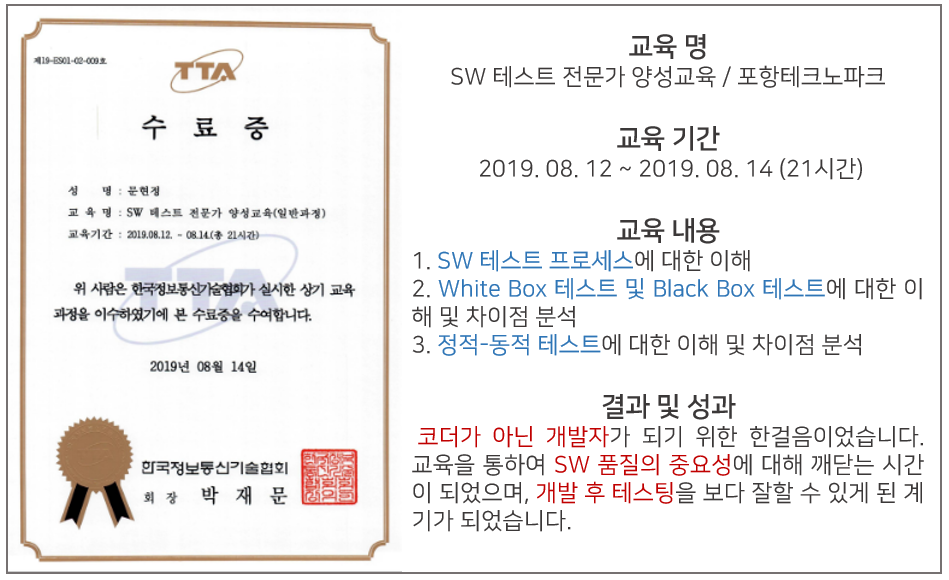 제19-ES01-02-009호
TTA
수 료 증
성 명 : 문현정
교 육 명 : SW 테스트 전문가 양성교육(일반과정)
교육기간 : 2019.08.12. - 08.14.(총 21시간)
TTA
위 사람은 한국정보통신기술협회가 실시한 상기 교육
과정을 이수하였기에 본 수료증을 수여합니다.
2019년 08월 14일
한국정보통신기술협회
회 장 박 재 문
교육 명
SW 테스트 전문가 양성교육 / 포항테크노파크
교육 기간
2019. 08. 12 ~ 2019. 08. 14 (21시간)
교육 내용
1. SW 테스트 프로세스에 대한 이해
2. White Box 테스트 및 Black Box 테스트에 대한 이
해 및 차이점 분석
3. 정적-동적 테스트에 대한 이해 및 차이점 분석
결과 및 성과
코더가 아닌 개발자가 되기 위한 한걸음이었습니다.
교육을 통하여 SW 품질의 중요성에 대해 깨닫는 시간
이 되었으며, 개발 후 테스팅을 보다 잘할 수 있게 된 계
기가 되었습니다.